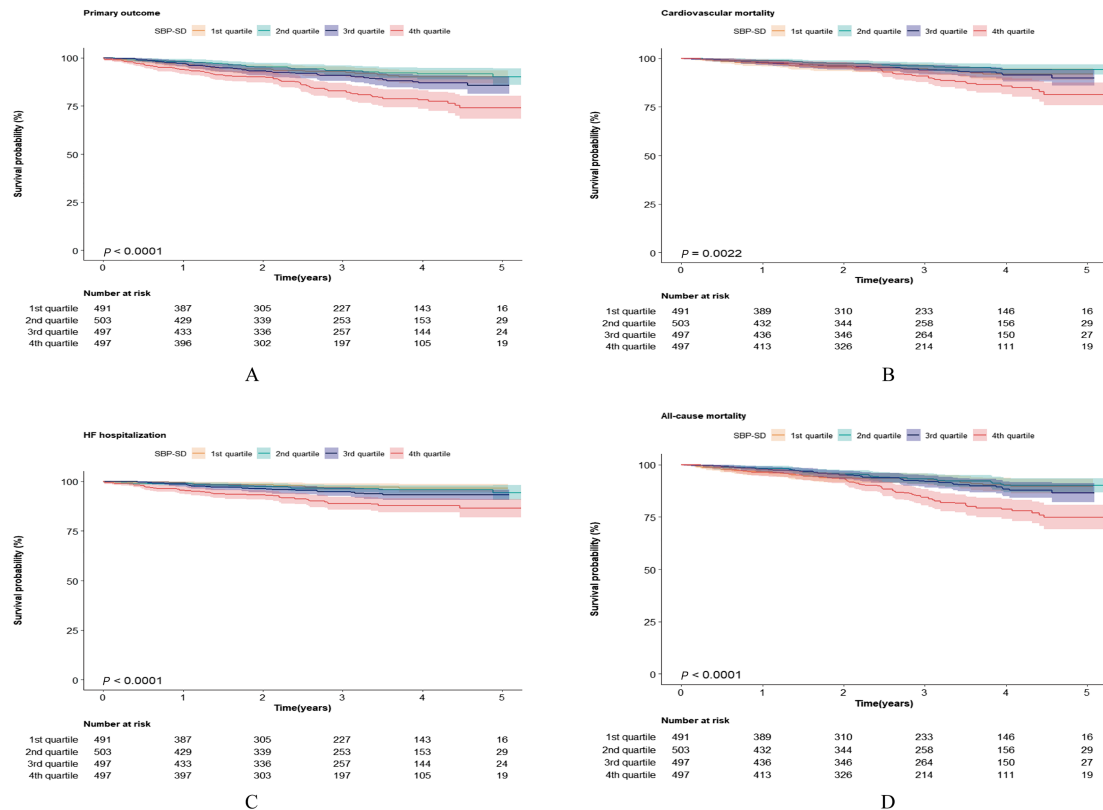 Primary outcome
SBP-SD 1st quartile 2nd quartile 3rd quartile 4th quartile
Survival probability (%)
100
75
50
25
0
P < 0.0001
0 1 2 3 4 5
Time(years)
Number at risk
1st quartile 491 387 305 227 143 16
2nd quartile 503 429 339 253 153 29
3rd quartile 497 433 336 257 144 24
4th quartile 497 396 302 197 105 19
A
Cardiovascular mortality
SBP-SD 1st quartile 2nd quartile 3rd quartile 4th quartile
Survival probability (%)
100
75
50
25
0
P = 0.0022
0 1 2 3 4 5
Time(years)
Number at risk
1st quartile 491 389 310 233 146 16
2nd quartile 503 432 344 258 156 29
3rd quartile 497 436 346 264 150 27
4th quartile 497 413 326 214 111 19
B
HF hospitalization
SBP-SD 1st quartile 2nd quartile 3rd quartile 4th quartile
Survival probability (%)
100
75
50
25
0
P < 0.0001
0 1 2 3 4 5
Time(years)
Number at risk
1st quartile 491 387 305 227 143 16
2nd quartile 503 429 339 253 153 29
3rd quartile 497 433 336 257 144 24
4th quartile 497 397 303 197 105 19
C
All-cause mortality
SBP-SD 1st quartile 2nd quartile 3rd quartile 4th quartile
Survival probability (%)
100
75
50
25
0
P < 0.0001
0 1 2 3 4 5
Time(years)
Number at risk
1st quartile 491 389 310 233 146 16
2nd quartile 503 432 344 258 156 29
3rd quartile 497 436 346 264 150 27
4th quartile 497 413 326 214 111 19
D